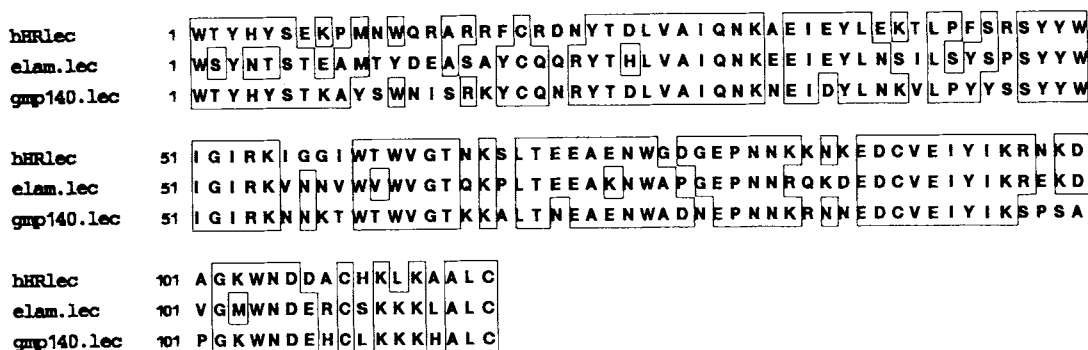 hHRlec 1 W T Y H Y S E K P M N W Q R A R R F C R D N Y T D L V A I Q N K A E I E Y L E K T L P F S R S Y Y W
elam.lec 1 W S Y N T S T E A M T Y D E A S A Y C Q Q R Y T H L V A I Q N K E E I E Y L N S I L S Y S P S Y Y W
gmp140.lec 1 W T Y H Y S T K A Y S W N I S R K Y C Q N R Y T D L V A I Q N K N E I D Y L N K V L P Y Y S S Y Y W
hHRlec 51 I G I R K I G G I W T W V G T N K S L T E E A E N W G D G E P N N K K N K E D C V E I Y I K R N K D
elam.lec 51 I G I R K V N N V W V W V G T Q K P L T E E A K N W A P G E P N N R Q K D E D C V E I Y I K R E K D
gmp140.lec 51 I G I R K N N K T W T W V G T K K A L T N E A E N W A D N E P N N K R N N E D C V E I Y I K S P S A
hHRlec 101 A G K W N D D A C H K L K A A L C
elam.lec 101 V G M W N D E R C S K K K L A L C
gmp140.lec 101 P G K W N D E H C L K K K H A L C